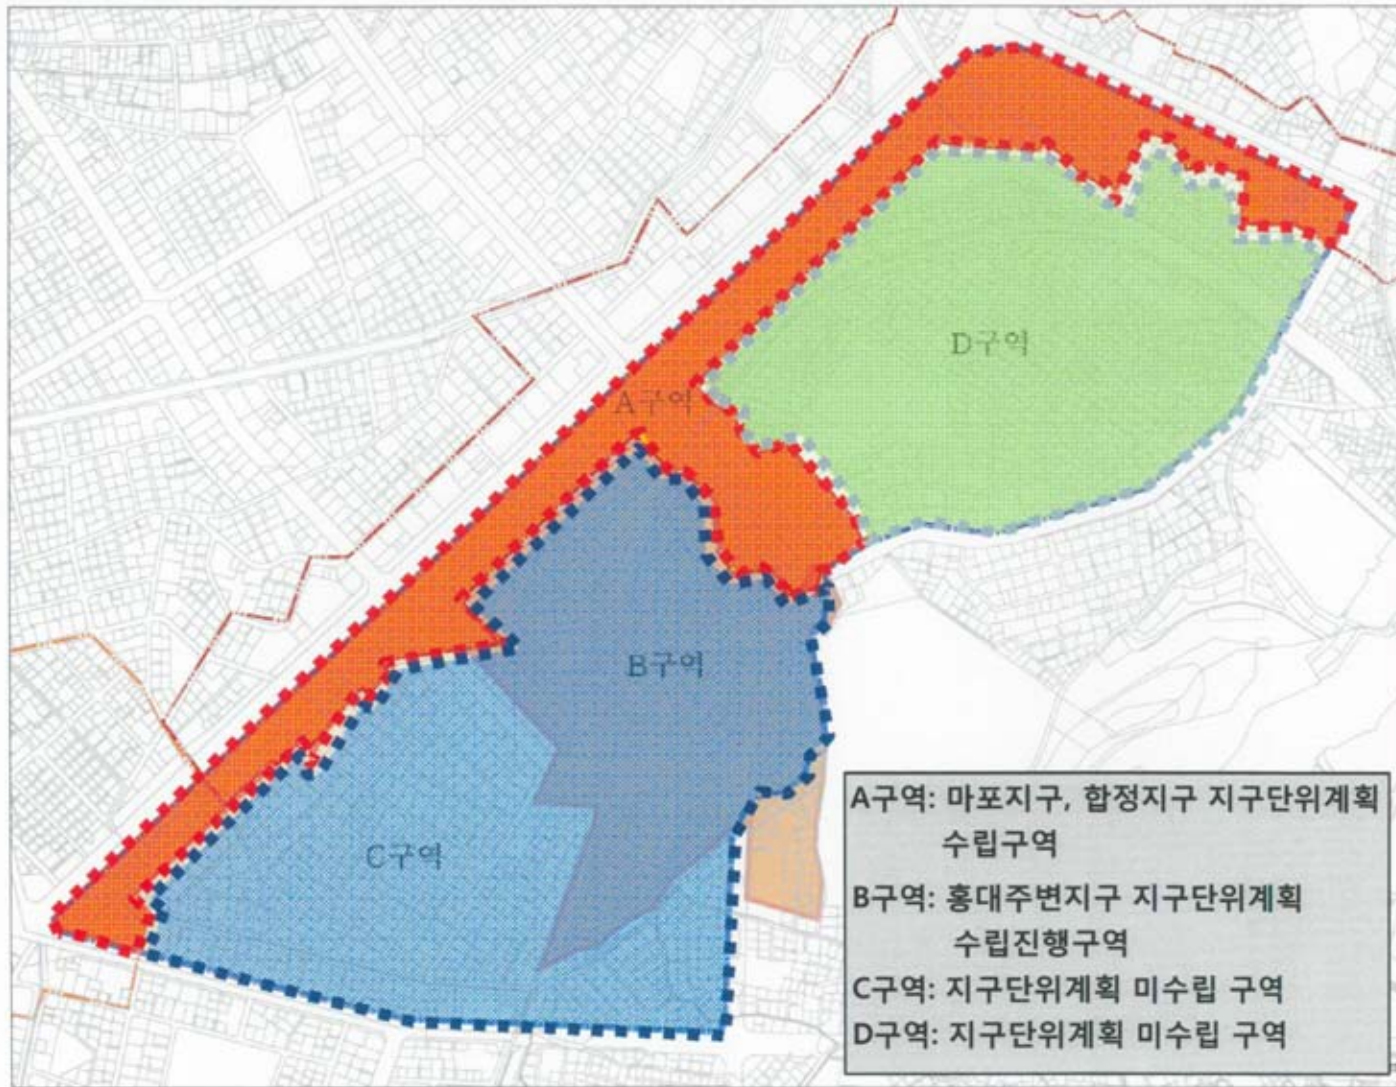 D구역
A구역
B구역
C구역
A구역: 마포지구, 합정지구 지구단위계획
수립구역
B구역: 홍대주변지구 지구단위계획
수립진행구역
C구역: 지구단위계획 미수립 구역
D구역: 지구단위계획 미수립 구역